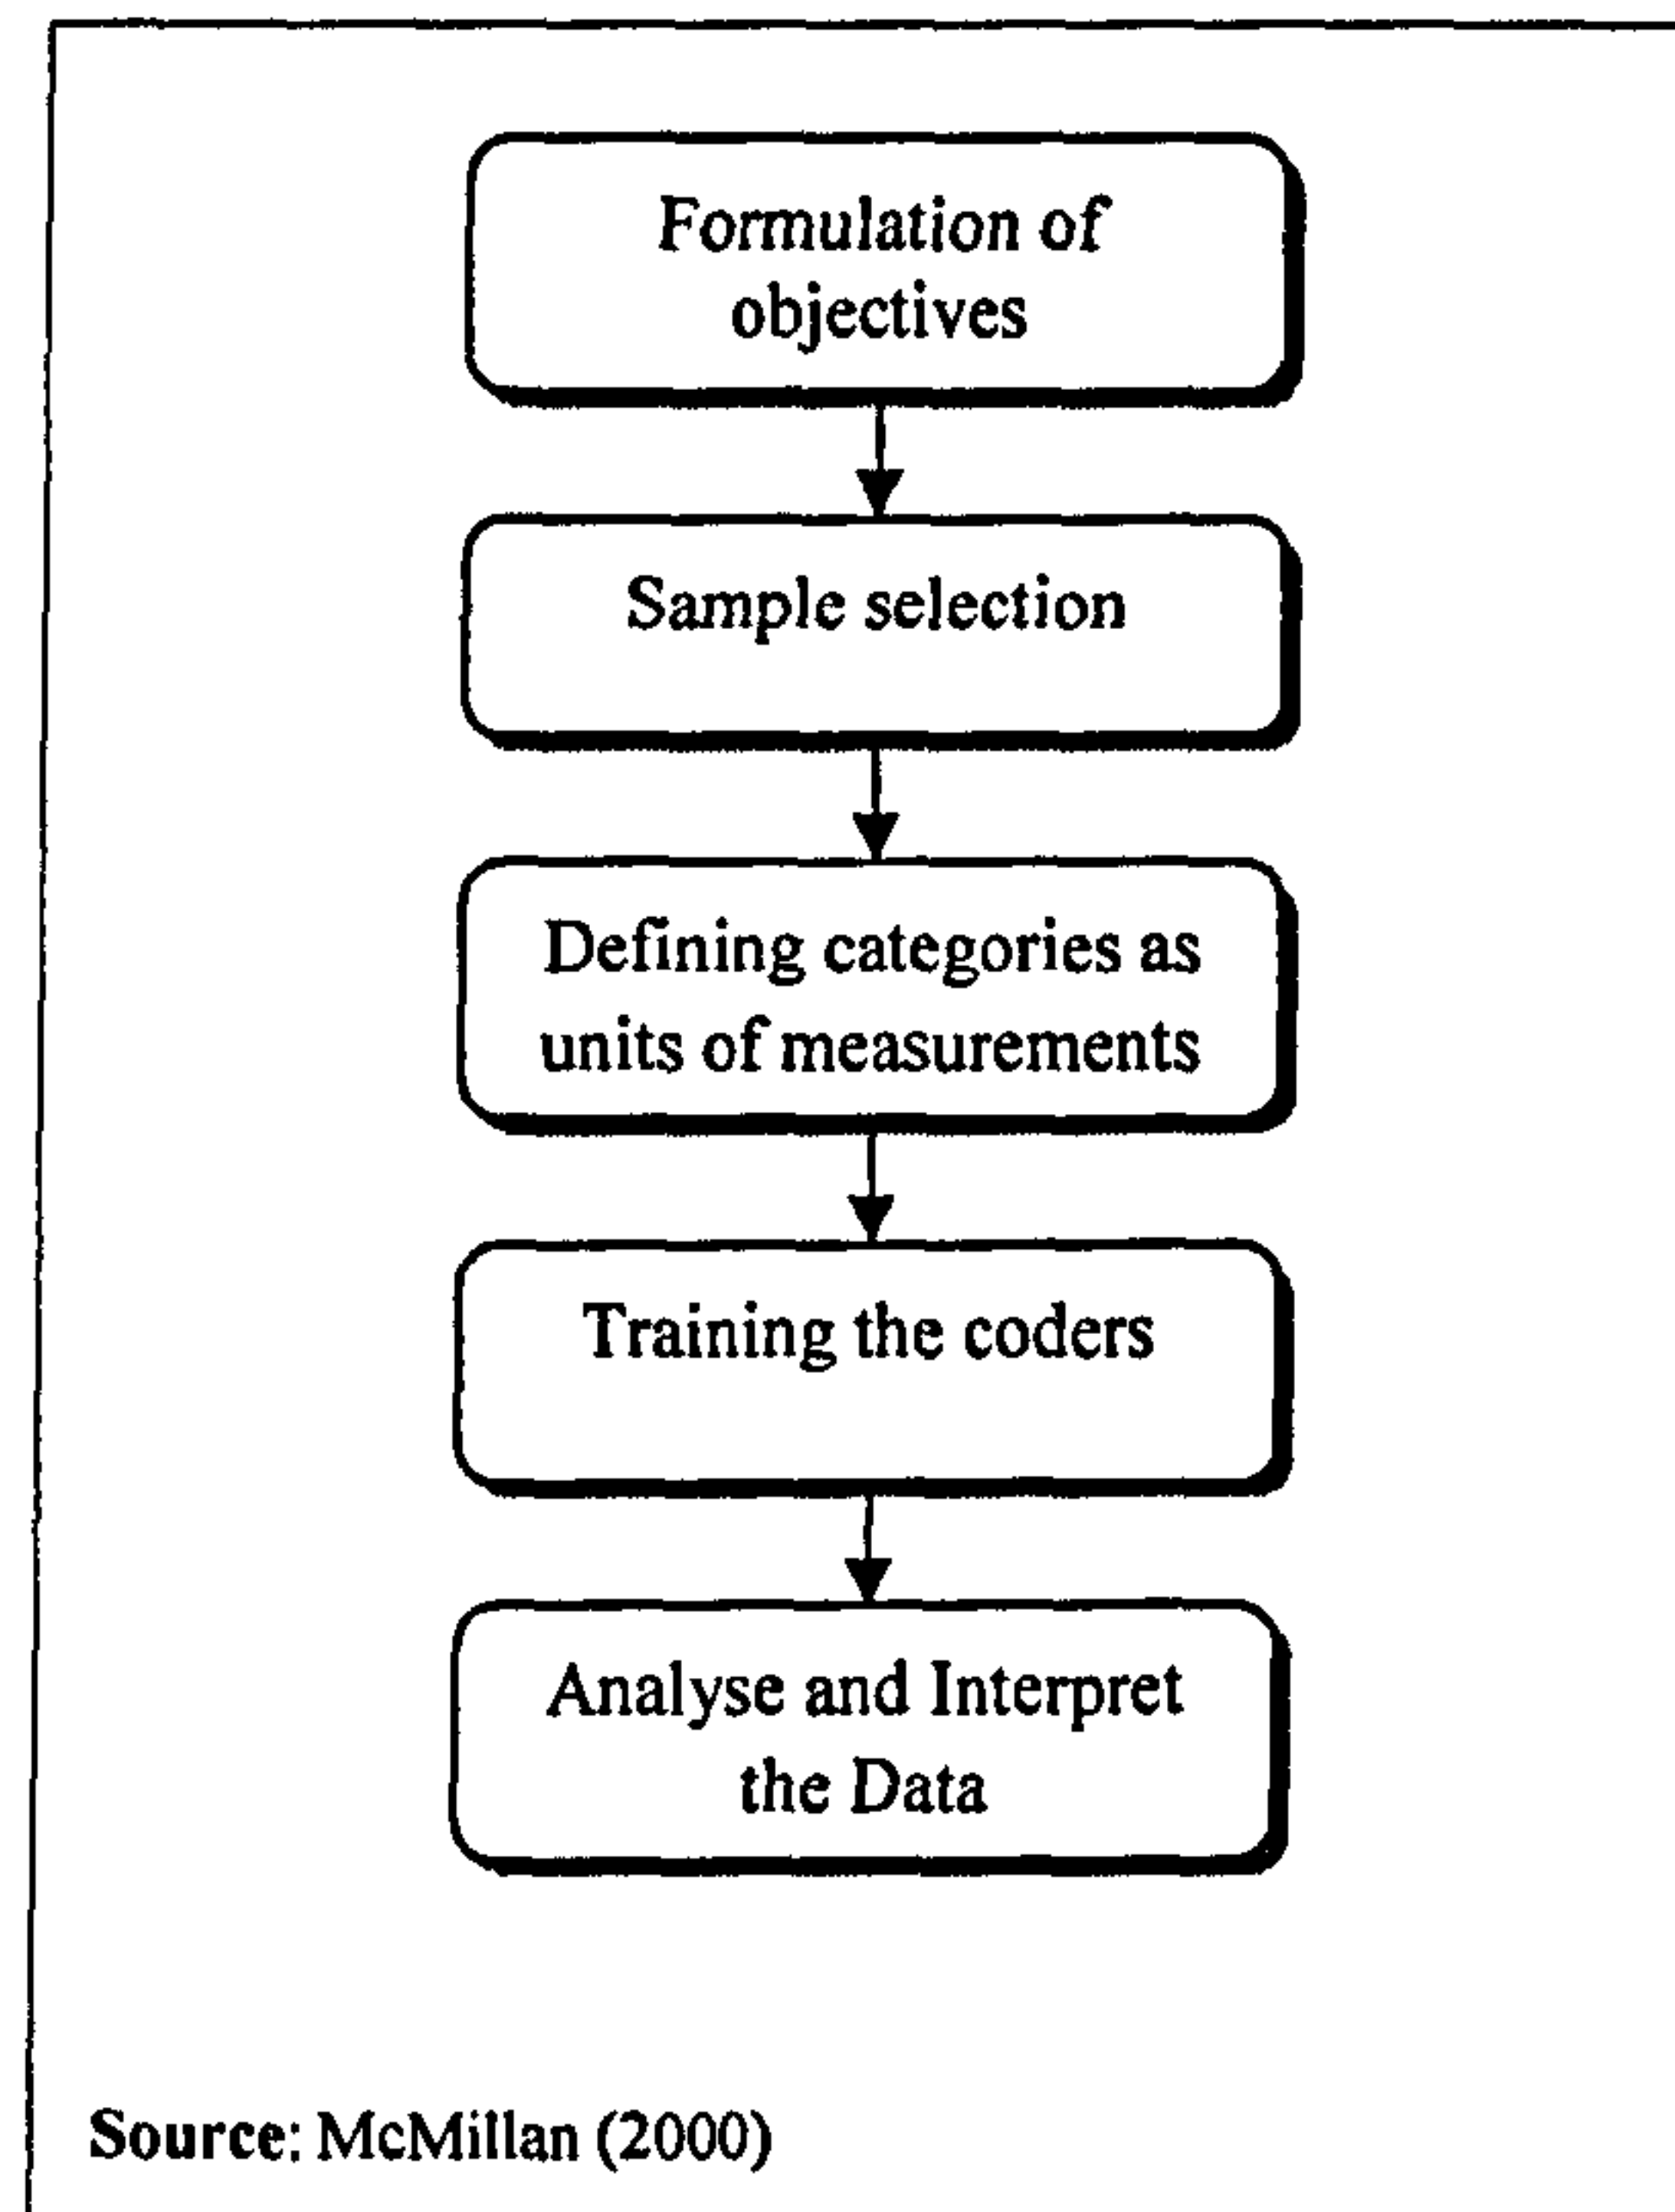 Formulation of
objectives
Sample selection
Defining categories as
units of measurements
Training the coders
Analyse and Interpret
the Data
Source: McMillan (2000)